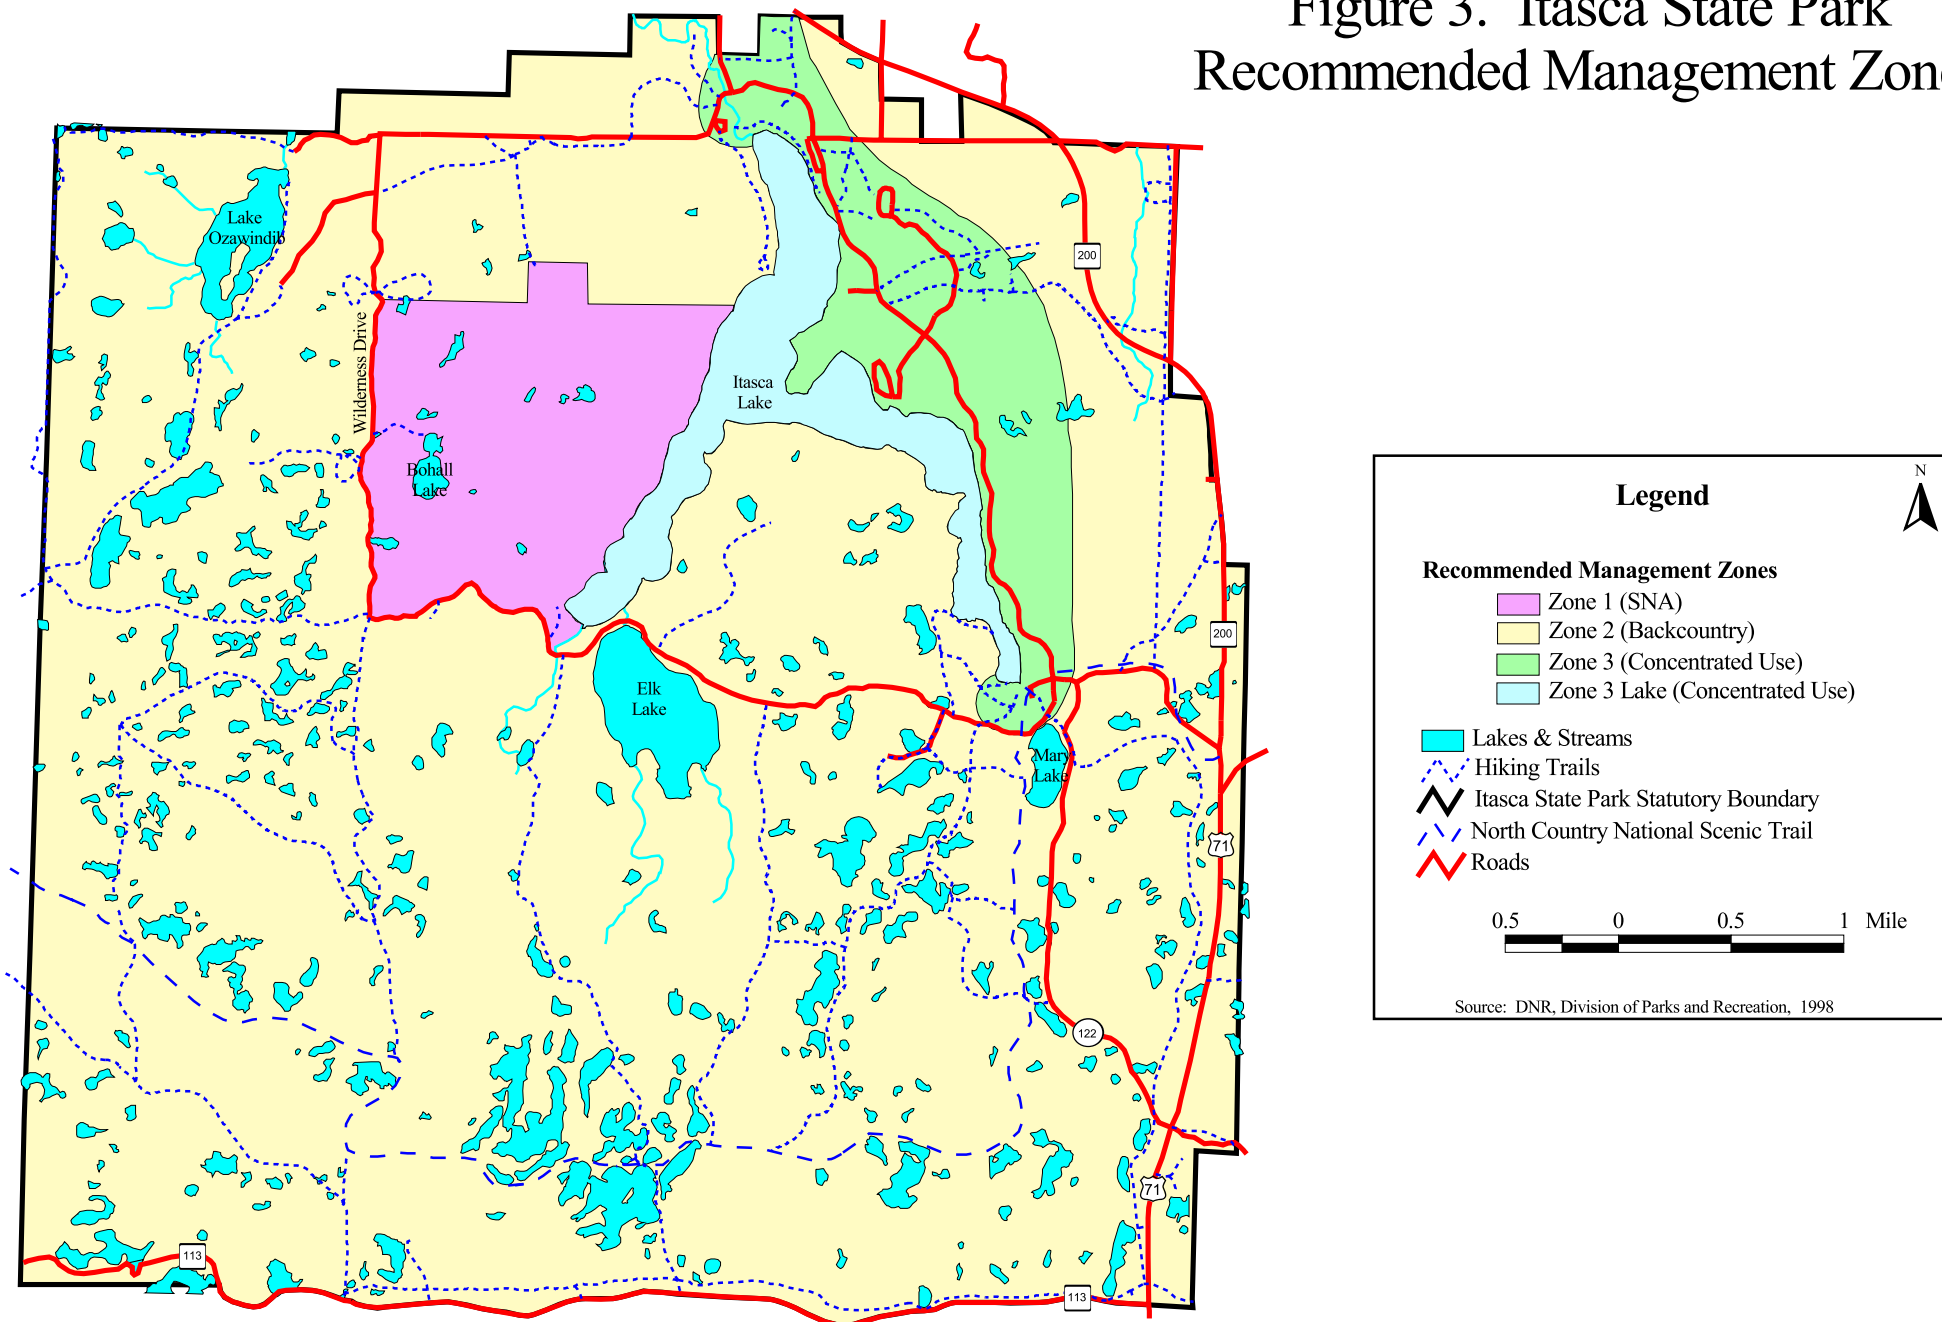 Figure 3. Itasca State Park
Recommended Management Zone
Lake
Ozawindib
200
Wilderness Drive
Itasca
Lake
Bohall
Lake
200
Elk
Lake
Mary
Lake
71
122
71
113
113
N
Legend
Recommended Management Zones
Zone 1 (SNA)
Zone 2 (Backcountry)
Zone 3 (Concentrated Use)
Zone 3 Lake (Concentrated Use)
Lakes & Streams
Hiking Trails
Itasca State Park Statutory Boundary
North Country National Scenic Trail
Roads
0.5 0 0.5 1 Mile
Source: DNR, Division of Parks and Recreation, 1998